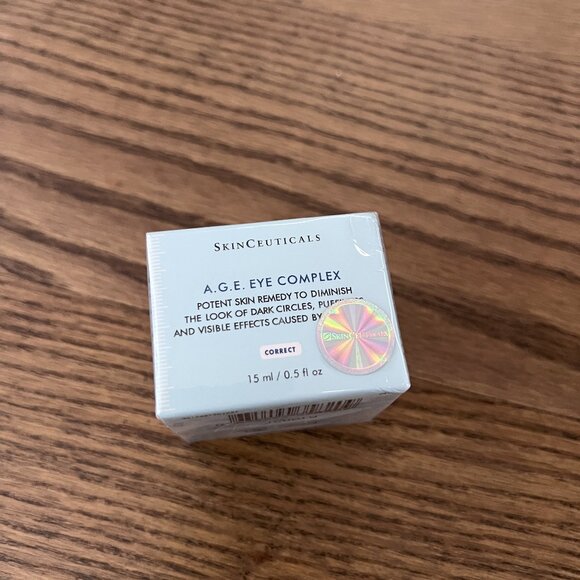 SKINCEUTICALS
A.G.E. EYE COMPLEX
POTENT SKIN REMEDY TO DIMINISH
THE LOOK OF DARK CIRCLES,
AND VISIBLE EFFECTS CAUSED BY
SKINCEUTICALS
CORRECT
15 ml / 0.5 fl oz